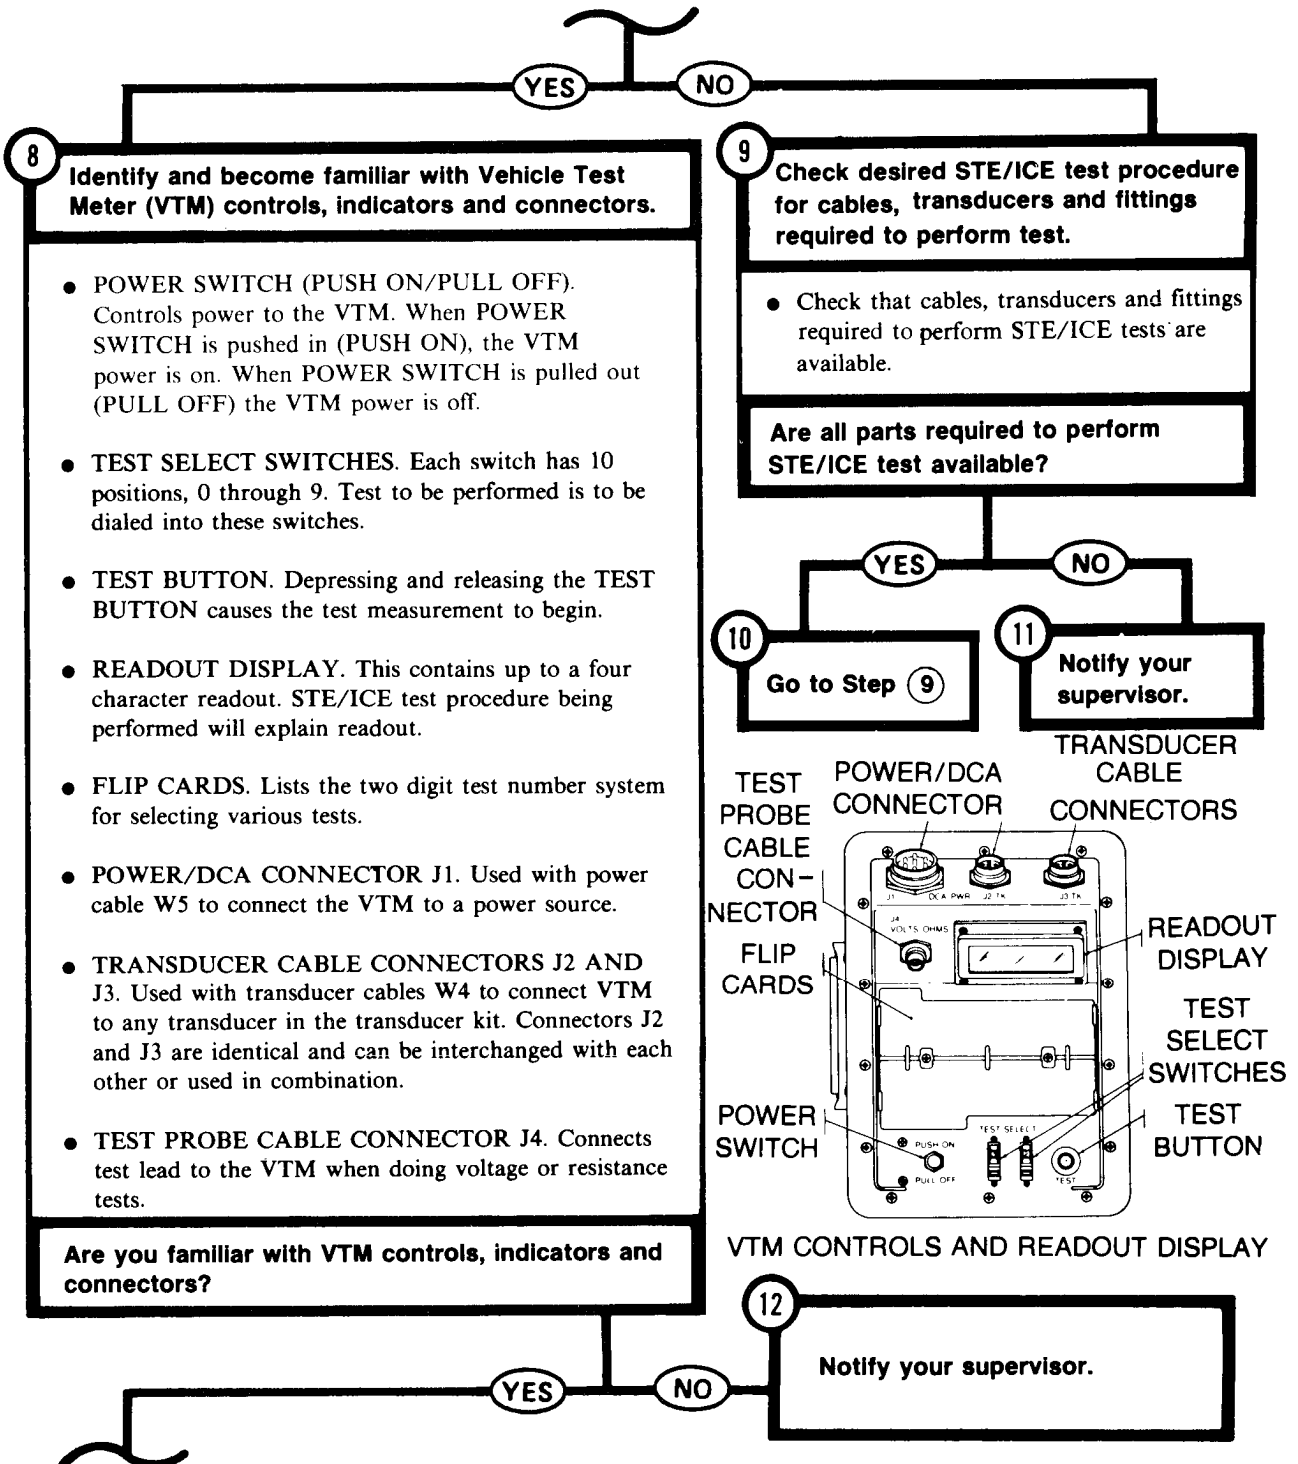 YES
NO
8
Identify and become familiar with Vehicle Test
Meter (VTM) controls, indicators and connectors.
● POWER SWITCH (PUSH ON/PULL OFF).
Controls power to the VTM. When POWER
SWITCH is pushed in (PUSH ON), the VTM
power is on. When POWER SWITCH is pulled out
(PULL OFF) the VTM power is off.
● TEST SELECT SWITCHES. Each switch has 10
positions, 0 through 9. Test to be performed is to be
dialed into these switches.
● TEST BUTTON. Depressing and releasing the TEST
BUTTON causes the test measurement to begin.
● READOUT DISPLAY. This contains up to a four
character readout. STE/ICE test procedure being
performed will explain readout.
● FLIP CARDS. Lists the two digit test number system
for selecting various tests.
● POWER/DCA CONNECTOR J1. Used with power
cable W5 to connect the VTM to a power source.
● TRANSDUCER CABLE CONNECTORS J2 AND
J3. Used with transducer cables W4 to connect VTM
to any transducer in the transducer kit. Connectors J2
and J3 are identical and can be interchanged with each
other or used in combination.
● TEST PROBE CABLE CONNECTOR J4. Connects
test lead to the VTM when doing voltage or resistance
tests.
Are you familiar with VTM controls, indicators and
connectors?
9
Check desired STE/ICE test procedure
for cables, transducers and fittings
required to perform test.
● Check that cables, transducers and fittings
required to perform STE/ICE tests are
available.
Are all parts required to perform
STE/ICE test available?
YES
NO
10
Go to Step 9
11
Notify your
supervisor.
TEST
PROBE
CABLE
CON-
NECTOR
POWER/DCA
CONNECTOR
TRANSDUCER
CABLE
CONNECTORS
J1
DCA PWR
J2 TK
J3 TK
J4
VOLTS OHMS
READOUT
DISPLAY
FLIP
CARDS
TEST
SELECT
SWITCHES
POWER
SWITCH
TEST SELECT
PUSH ON
PULL OFF
TEST
TEST
BUTTON
VTM CONTROLS AND READOUT DISPLAY
YES
NO
12
Notify your supervisor.